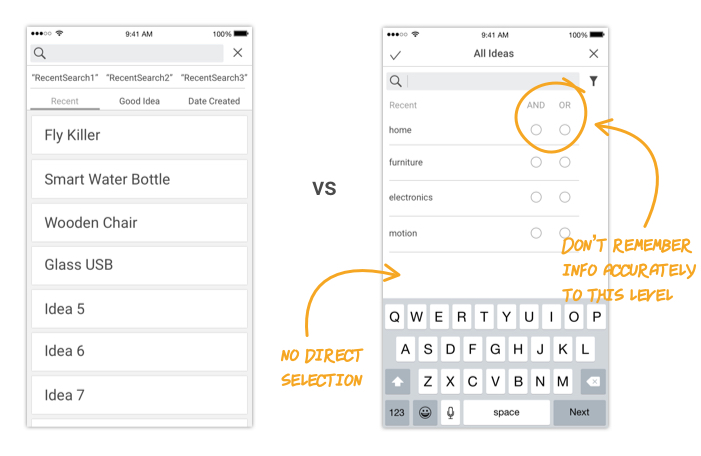 9:41 AM
100%
"RecentSearch1" "RecentSearch2" "RecentSearch3"
Recent Good Idea Date Created
Fly Killer
Smart Water Bottle
Wooden Chair
Glass USB
Idea 5
Idea 6
Idea 7
VS
9:41 AM
100%
All Ideas
Recent AND OR
home
furniture
electronics
motion
Q W E R T Y U I O P
A S D F G H J K L
Z X C V B N M
123 space Next
NO DIRECT
SELECTION
DON'T REMEMBER
INFO ACCURATELY
TO THIS LEVEL